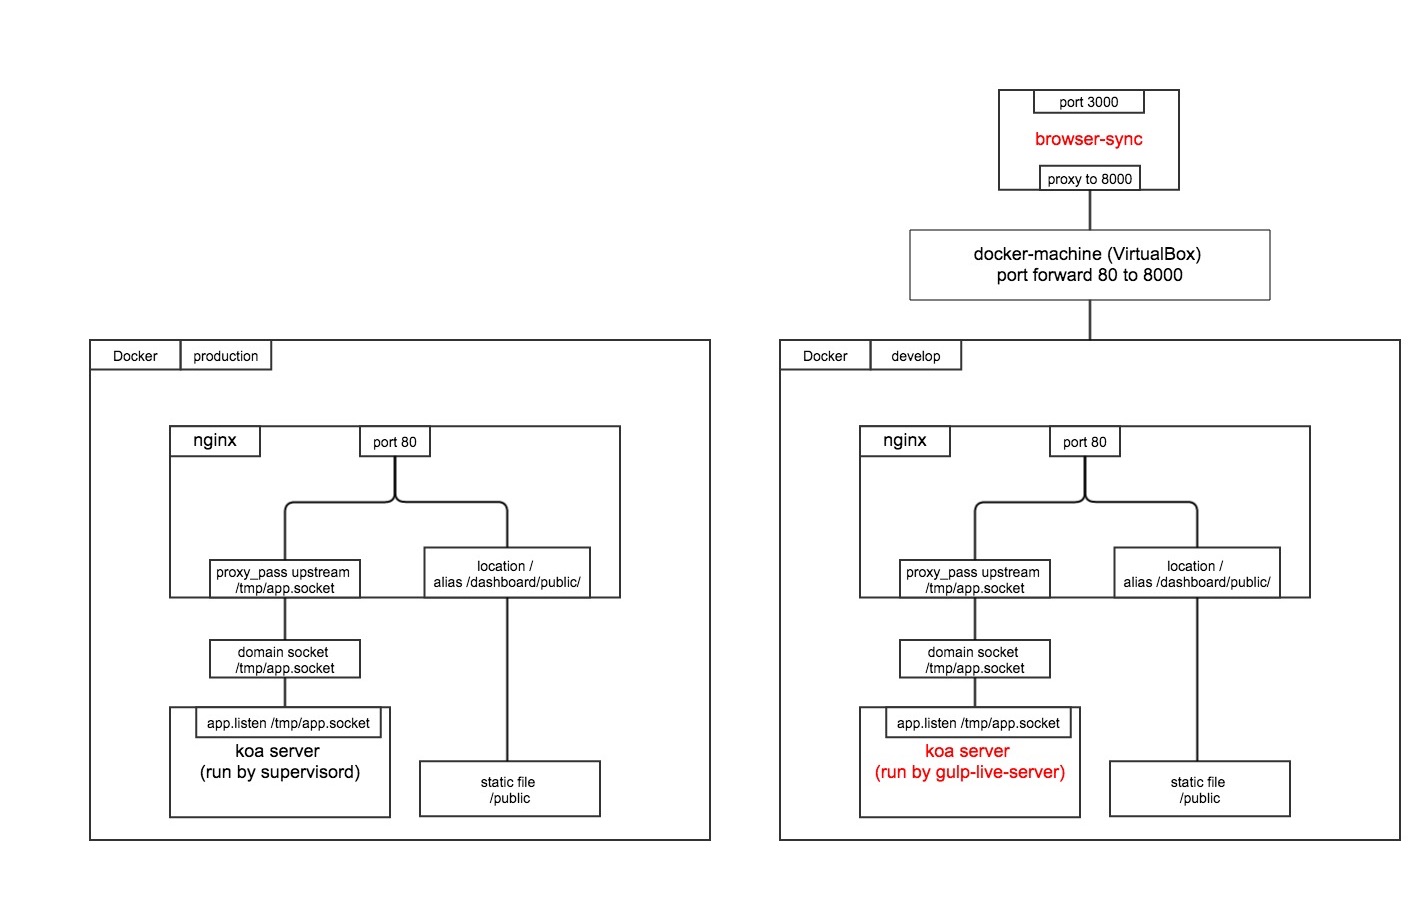 port 3000
browser-sync
proxy to 8000
docker-machine (VirtualBox)
port forward 80 to 8000
Docker
production
nginx
port 80
proxy_pass upstream
/tmp/app.socket
location /
alias /dashboard/public/
domain socket
/tmp/app.socket
app.listen /tmp/app.socket
koa server
(run by supervisord)
static file
/public
Docker
develop
nginx
port 80
proxy_pass upstream
/tmp/app.socket
location /
alias /dashboard/public/
domain socket
/tmp/app.socket
app.listen /tmp/app.socket
koa server
(run by gulp-live-server)
static file
/public